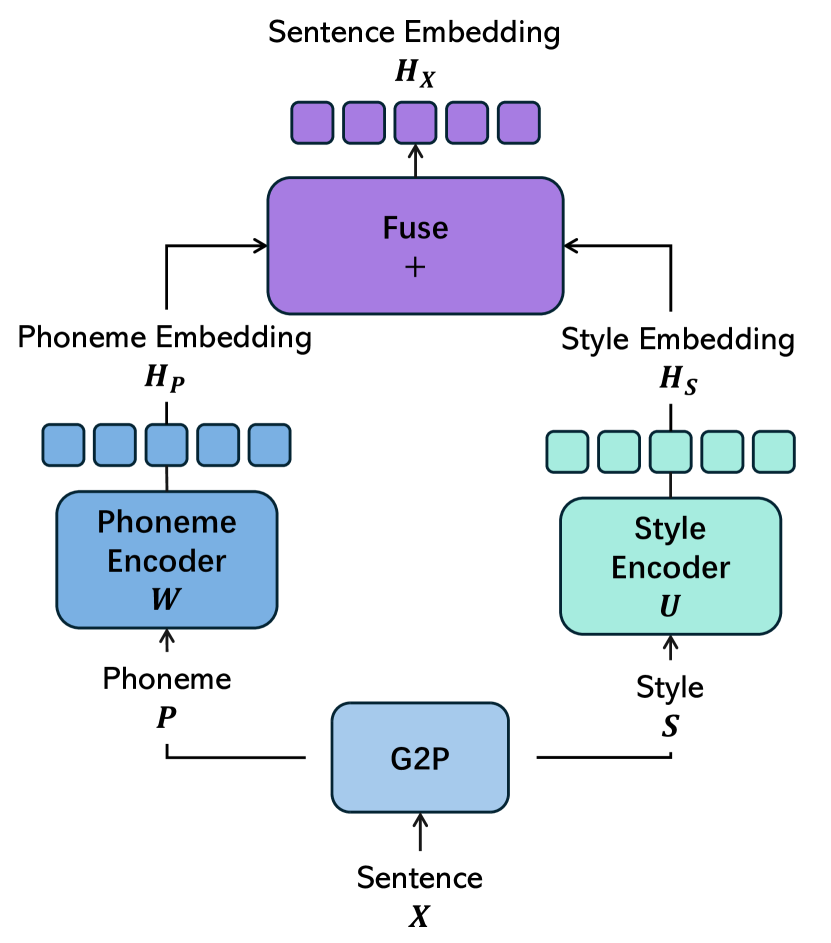 Sentence Embedding
H_X
Fuse
+
Phoneme Embedding
H_P
Style Embedding
H_S
Phoneme
Encoder
W
Style
Encoder
U
Phoneme
P
Style
S
G2P
Sentence
X